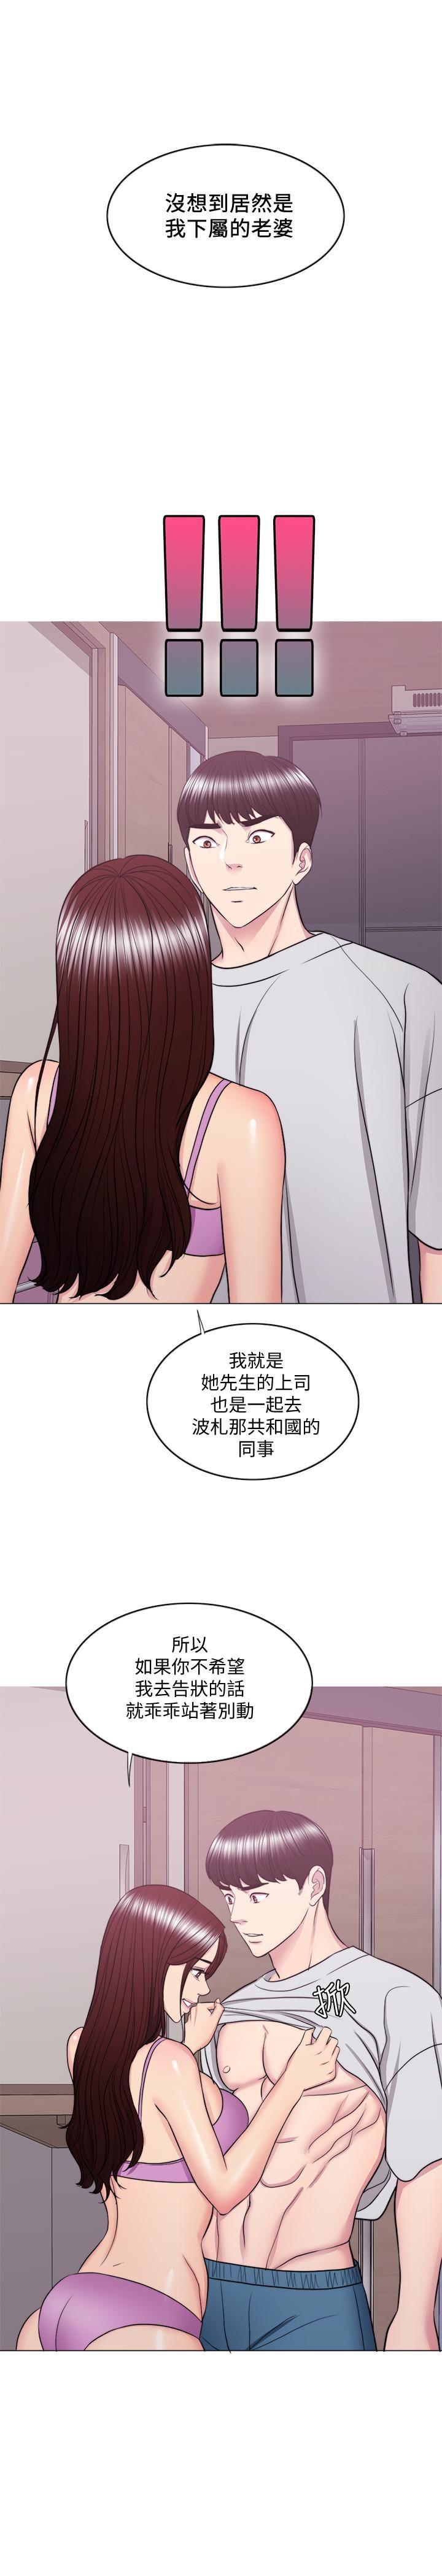 沒想到居然是
我下屬的老婆
!!!
我就是
她先生的上司
也是一起去
波札那共和國的
同事
所以
如果你不希望
我去告狀的話
就乖乖站著別動
掀